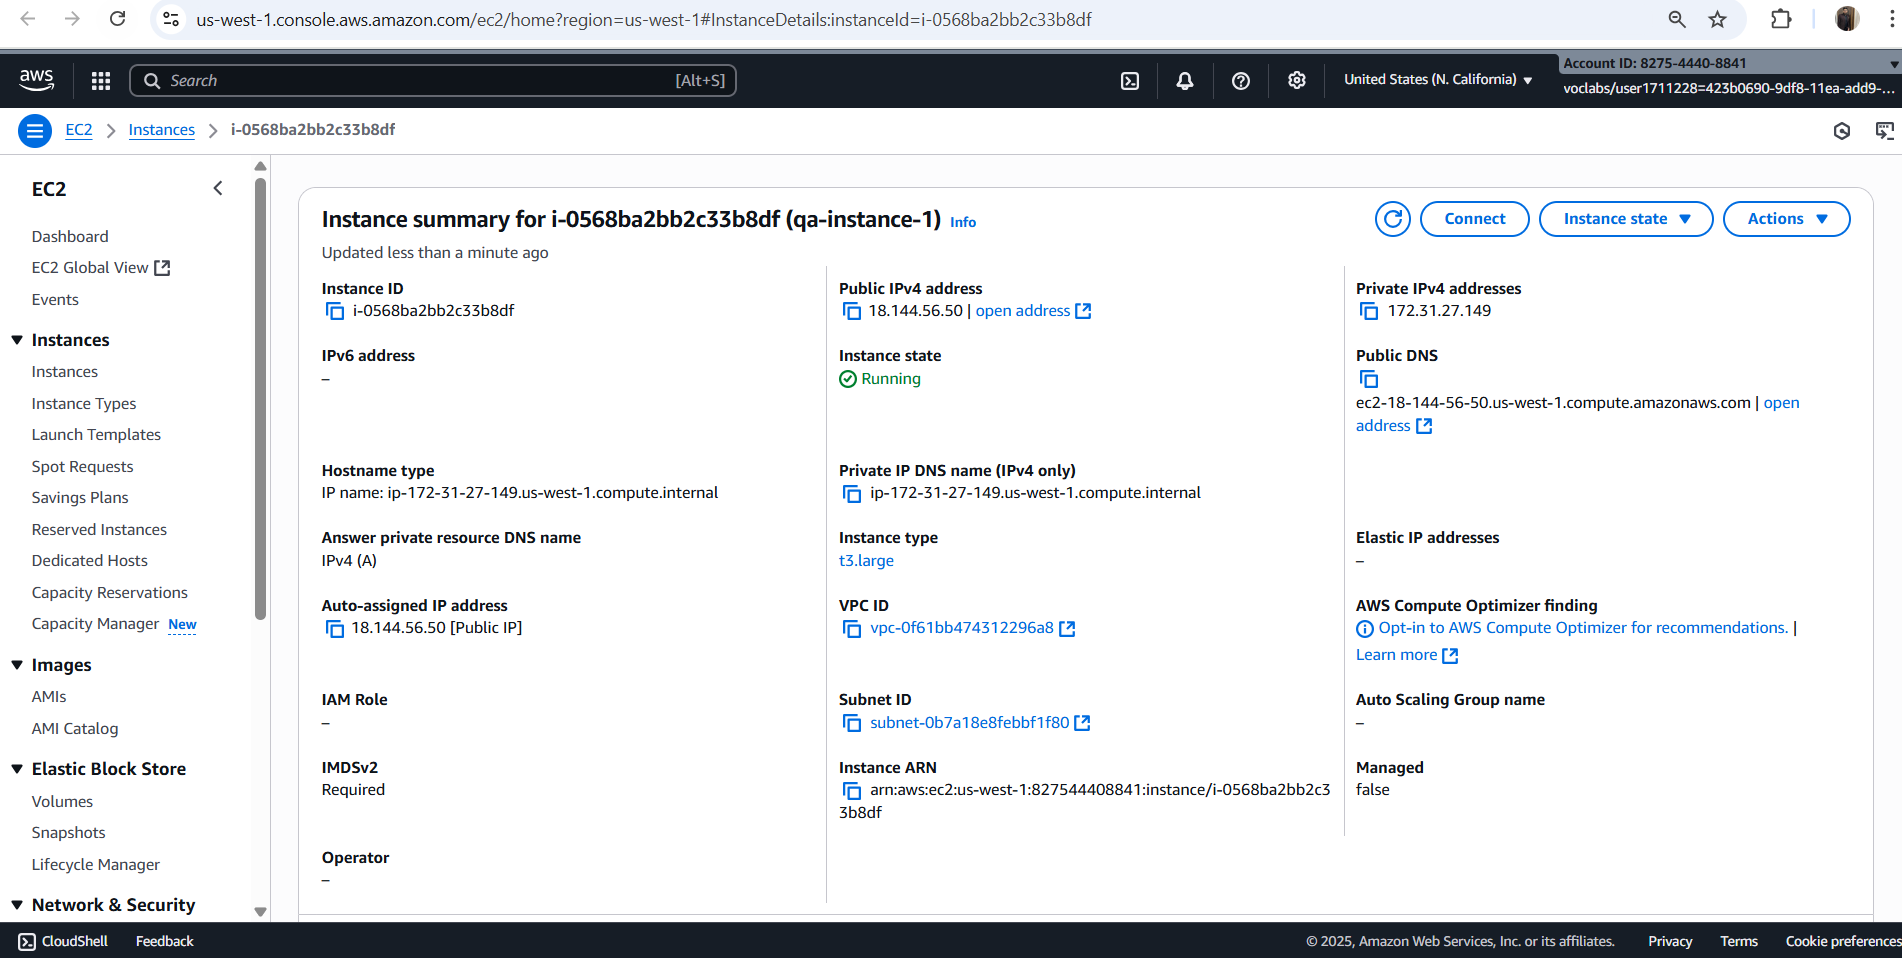 us-west-1.console.aws.amazon.com/ec2/home?region=us-west-1#InstanceDetails:instanceId=i-0568ba2bb2c33b8df
aws
Search [Alt+S]
United States (N. California)
Account ID: 8275-4440-8841
voclabs/user1711228=423b0690-9df8-11ea-add9-...
EC2 Instances i-0568ba2bb2c33b8df
EC2
Dashboard
EC2 Global View
Events
Instances
Instances
Instance Types
Launch Templates
Spot Requests
Savings Plans
Reserved Instances
Dedicated Hosts
Capacity Reservations
Capacity Manager New
Images
AMIs
AMI Catalog
Elastic Block Store
Volumes
Snapshots
Lifecycle Manager
Network & Security
Instance summary for i-0568ba2bb2c33b8df (qa-instance-1) Info
Updated less than a minute ago
Connect
Instance state
Actions
Instance ID
i-0568ba2bb2c33b8df
Public IPv4 address
18.144.56.50 | open address
Private IPv4 addresses
172.31.27.149
IPv6 address
–
Instance state
Running
Public DNS
ec2-18-144-56-50.us-west-1.compute.amazonaws.com | open
address
Hostname type
IP name: ip-172-31-27-149.us-west-1.compute.internal
Private IP DNS name (IPv4 only)
ip-172-31-27-149.us-west-1.compute.internal
Answer private resource DNS name
IPv4 (A)
Instance type
t3.large
Elastic IP addresses
–
Auto-assigned IP address
18.144.56.50 [Public IP]
VPC ID
vpc-0f61bb474312296a8
AWS Compute Optimizer finding
Opt-in to AWS Compute Optimizer for recommendations. |
Learn more
IAM Role
–
Subnet ID
subnet-0b7a18e8febbf1f80
Auto Scaling Group name
–
IMDSv2
Required
Instance ARN
arn:aws:ec2:us-west-1:827544408841:instance/i-0568ba2bb2c3
3b8df
Managed
false
Operator
–
CloudShell Feedback
© 2025, Amazon Web Services, Inc. or its affiliates. Privacy Terms Cookie preferences